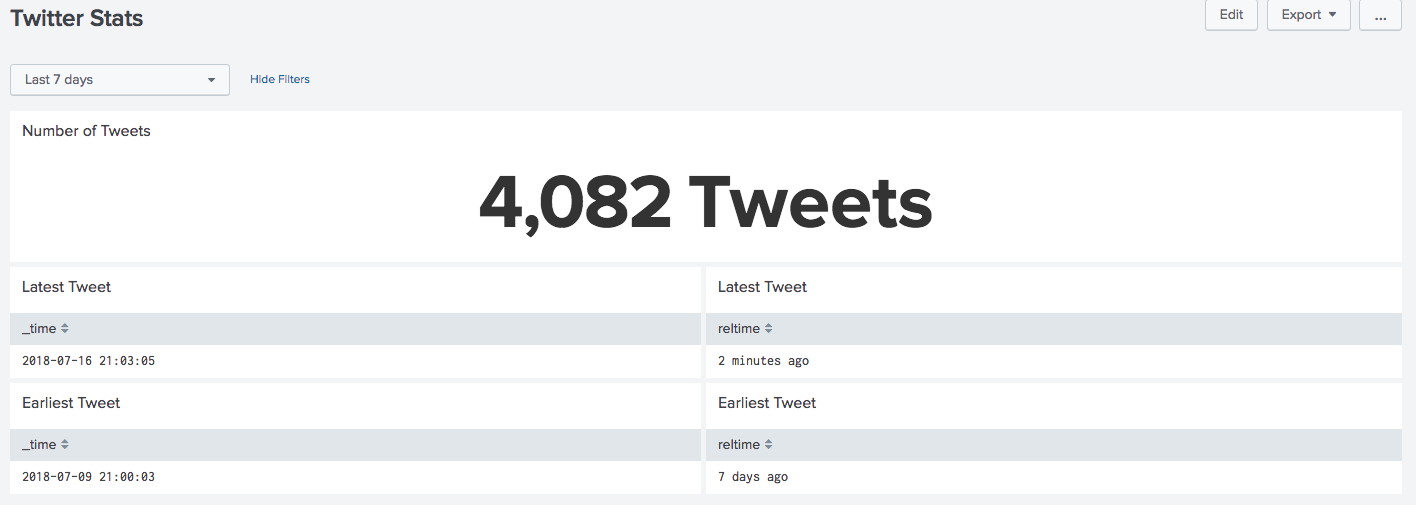 Twitter Stats
Edit
Export
...
Last 7 days
Hide Filters
Number of Tweets
4,082 Tweets
Latest Tweet
Latest Tweet
_time
reltime
2018-07-16 21:03:05
2 minutes ago
Earliest Tweet
Earliest Tweet
_time
reltime
2018-07-09 21:00:03
7 days ago